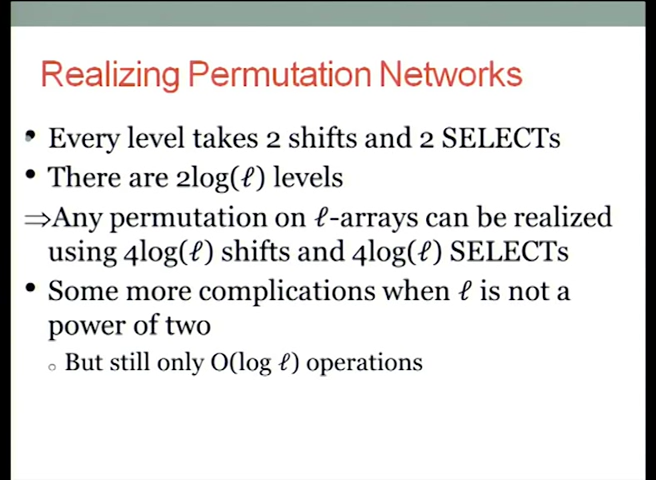 Realizing Permutation Networks
• Every level takes 2 shifts and 2 SELECTs
• There are 2log(ℓ) levels
⇒Any permutation on ℓ-arrays can be realized
using 4log(ℓ) shifts and 4log(ℓ) SELECTs
• Some more complications when ℓ is not a
power of two
○ But still only O(log ℓ) operations